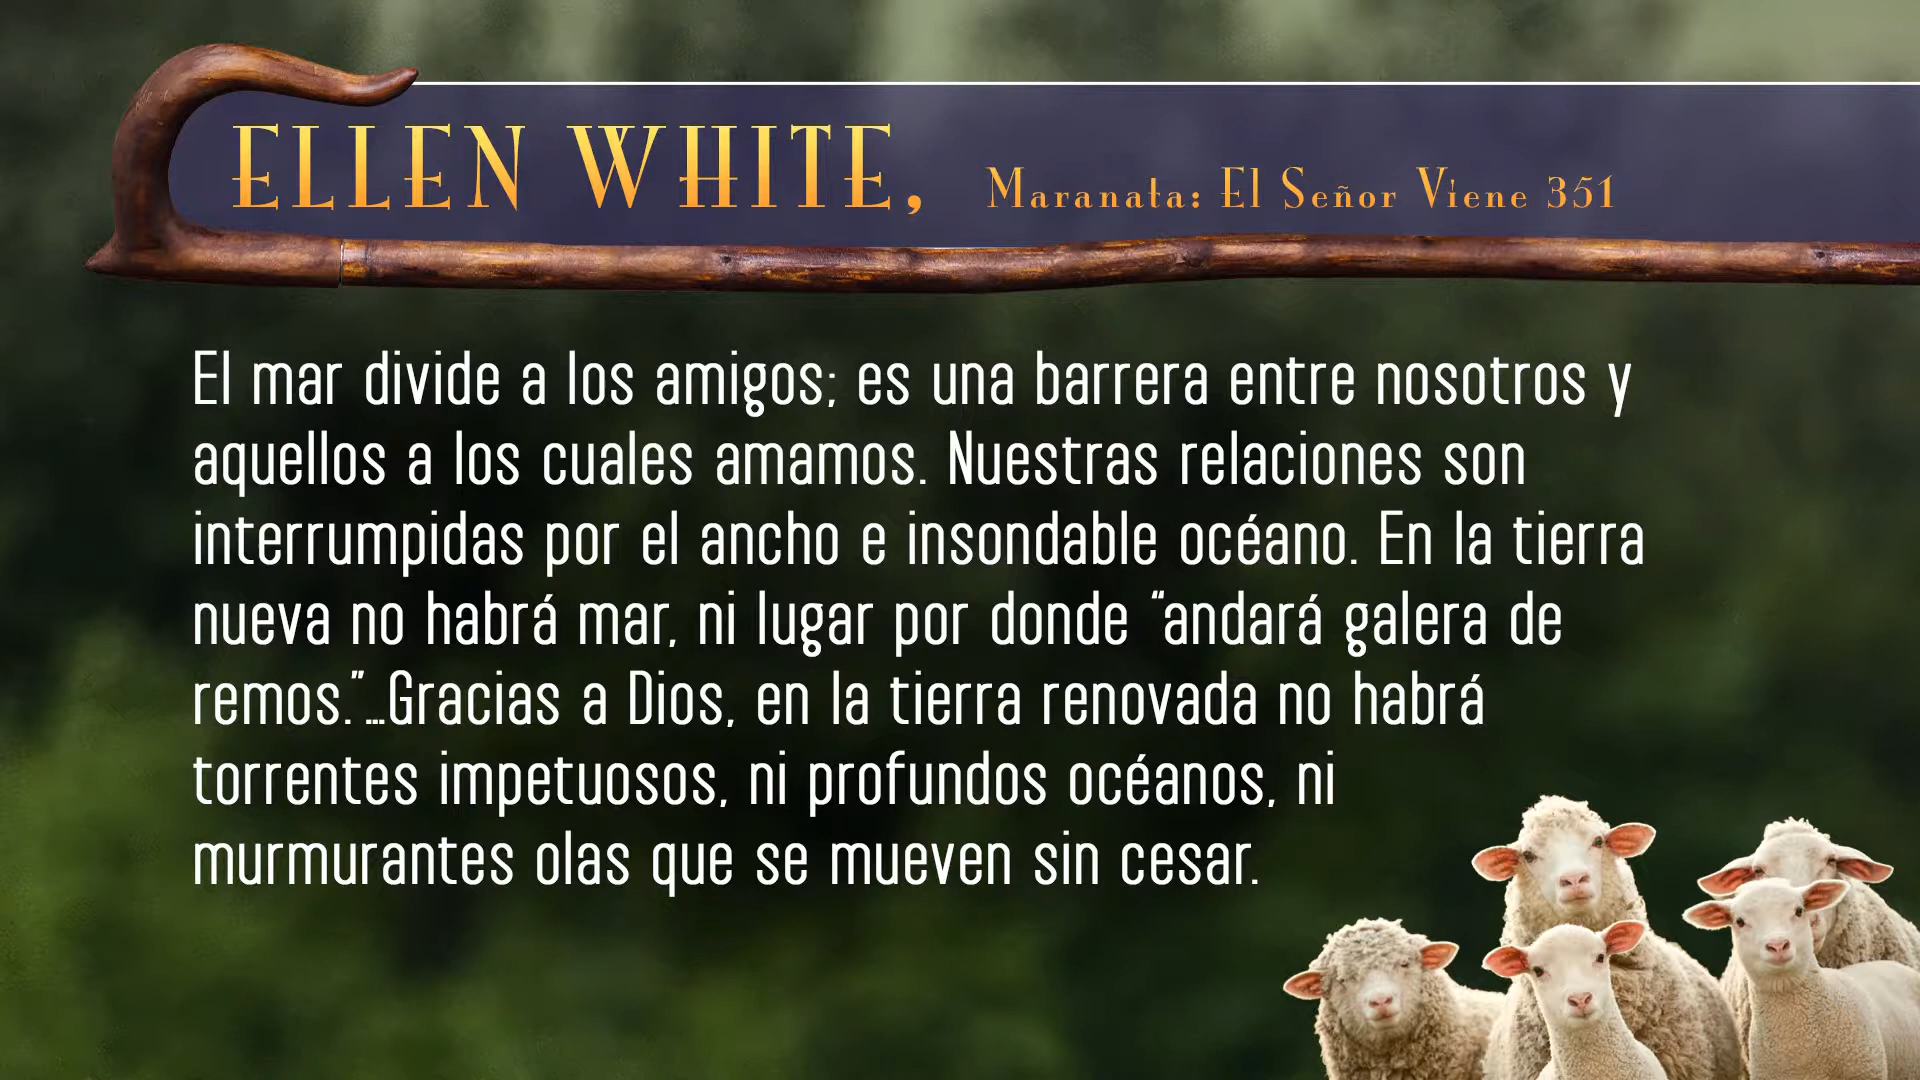 ELLEN WHITE, Maranata: El Señor Viene 351
El mar divide a los amigos; es una barrera entre nosotros y
aquellos a los cuales amamos. Nuestras relaciones son
interrumpidas por el ancho e insondable océano. En la tierra
nueva no habrá mar, ni lugar por donde “andará galera de
remos.”…Gracias a Dios, en la tierra renovada no habrá
torrentes impetuosos, ni profundos océanos, ni
murmurantes olas que se mueven sin cesar.